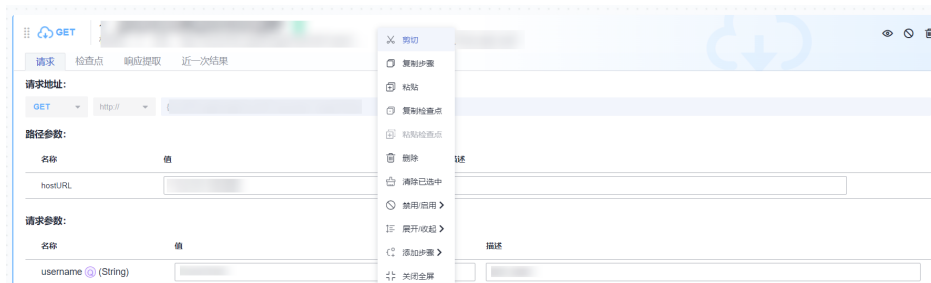 GET
剪切
请求 检查点 响应提取 近一次结果
复制步骤
请求地址:
粘贴
GET http:// {
复制检查点
路径参数:
粘贴检查点
名称 值 描述
删除
hostURL
清除已选中
禁用/启用
请求参数:
展开/收起
名称 值 描述
添加步骤
username Q (String)
关闭全屏